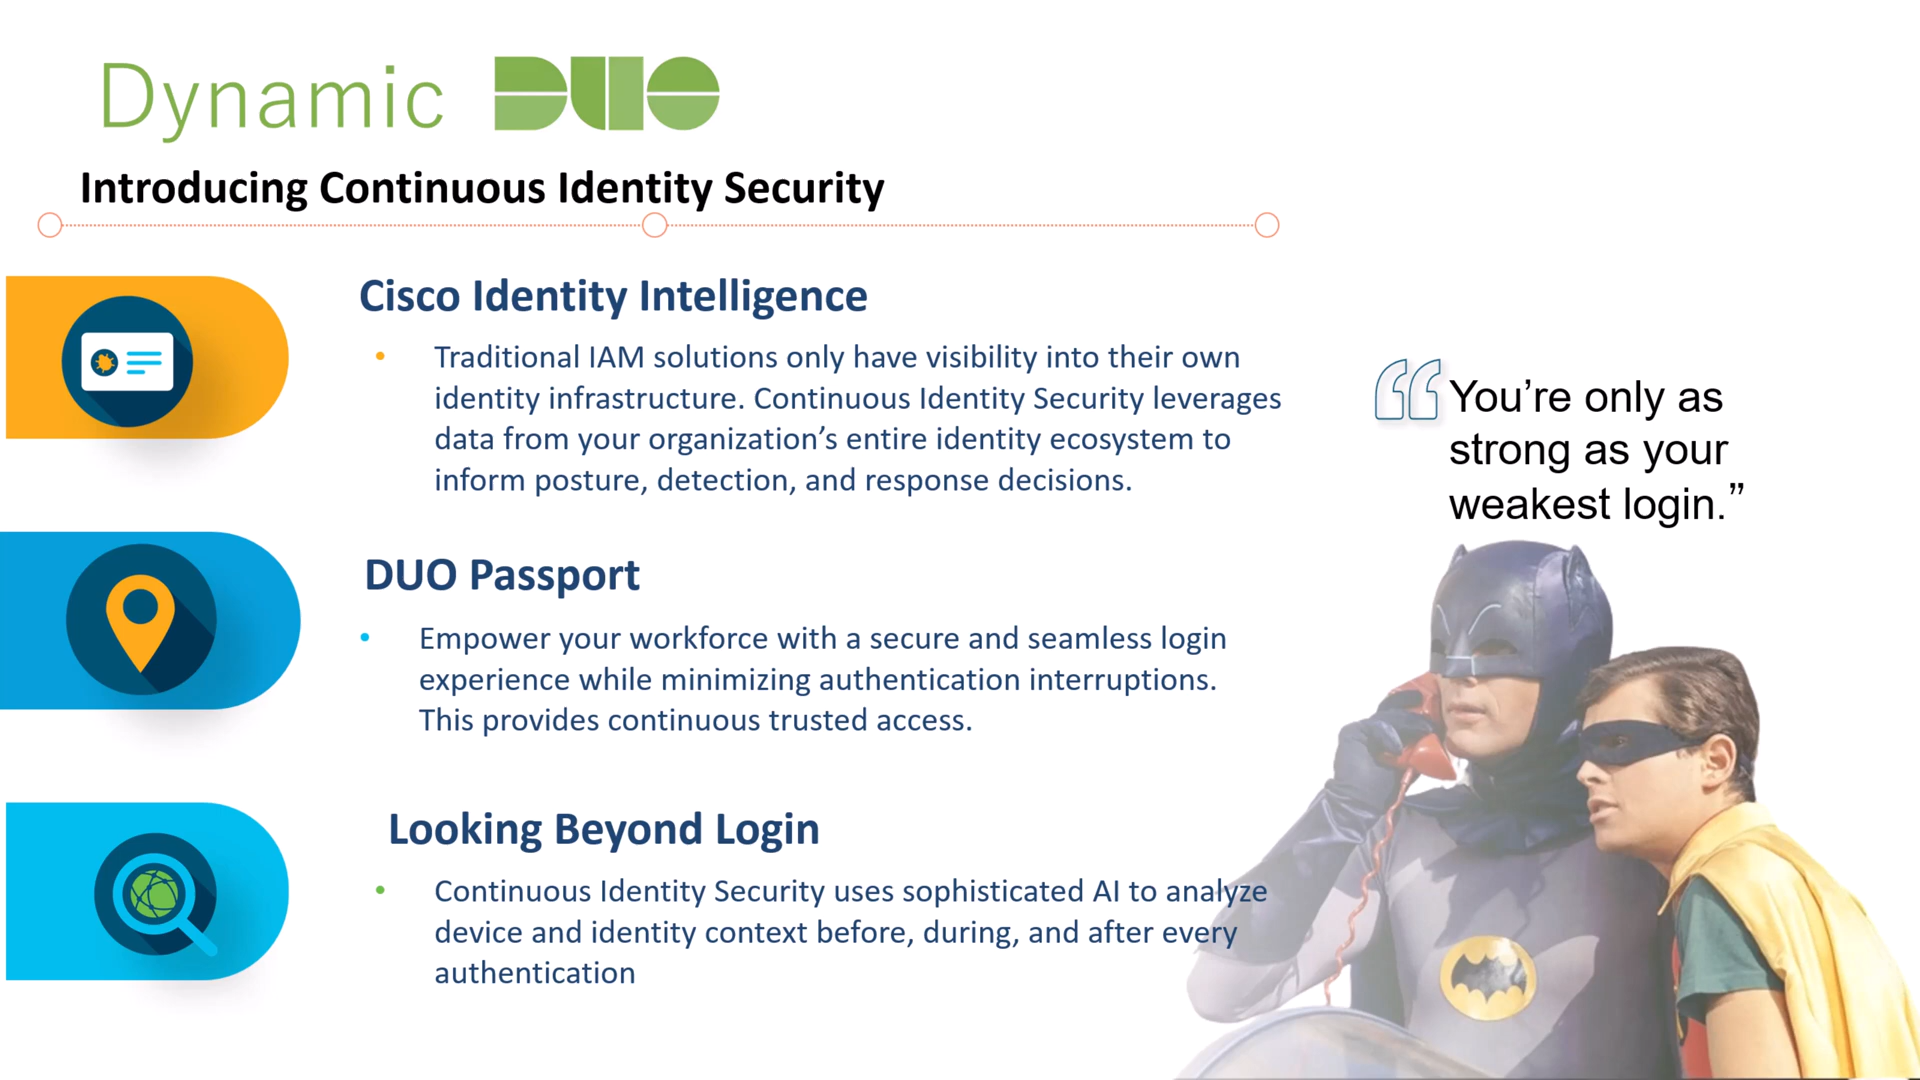 Dynamic DUO
Introducing Continuous Identity Security
Cisco Identity Intelligence
• Traditional IAM solutions only have visibility into their own
identity infrastructure. Continuous Identity Security leverages
data from your organization’s entire identity ecosystem to
inform posture, detection, and response decisions.
DUO Passport
• Empower your workforce with a secure and seamless login
experience while minimizing authentication interruptions.
This provides continuous trusted access.
Looking Beyond Login
• Continuous Identity Security uses sophisticated AI to analyze
device and identity context before, during, and after every
authentication
“You’re only as
strong as your
weakest login.”